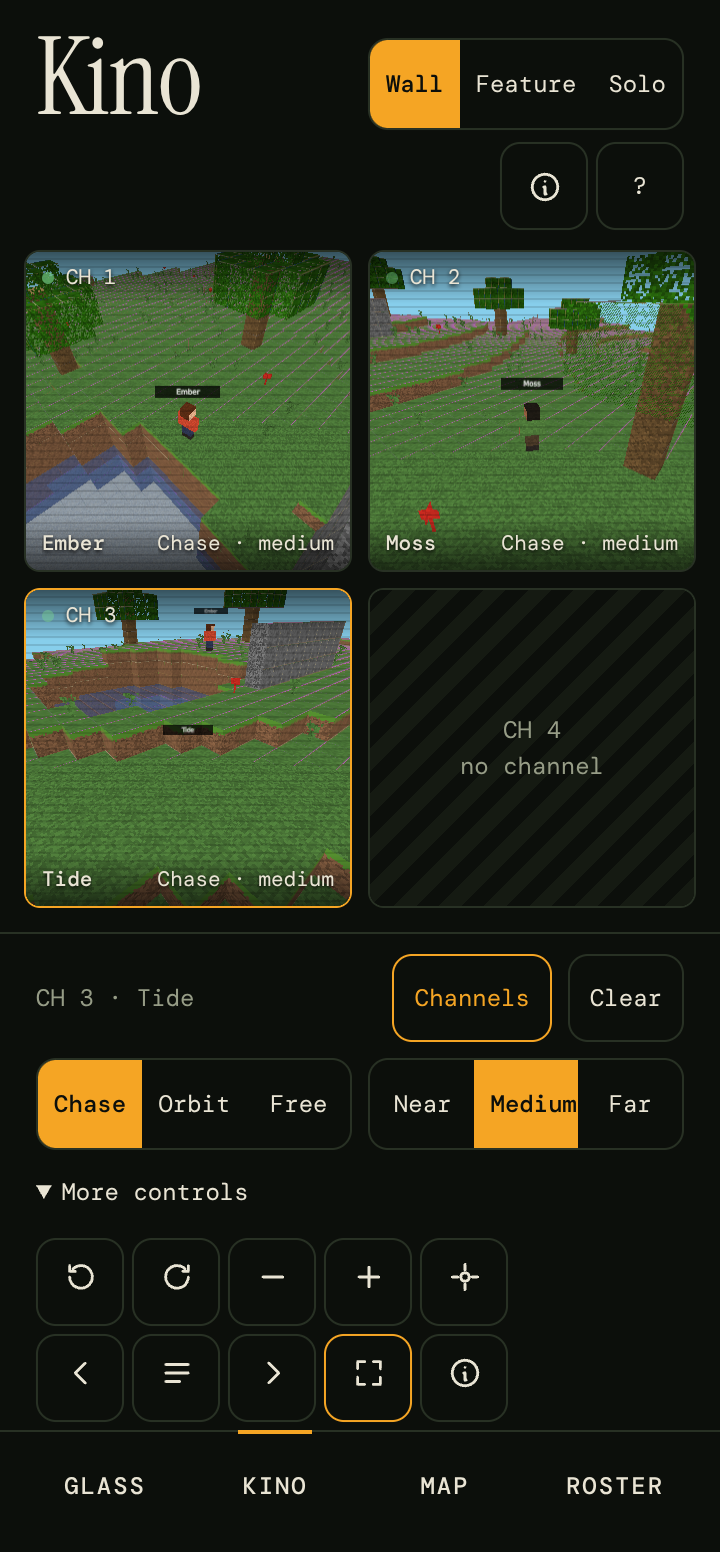 Kino
Wall Feature Solo
?
CH 1
Ember
Ember Chase · medium
CH 2
Moss
Moss Chase · medium
CH 3
Ember
Tide
Tide Chase · medium
CH 4
no channel
CH 3 · Tide
Channels Clear
Chase Orbit Free
Near Medium Far
▼ More controls
GLASS KINO MAP ROSTER